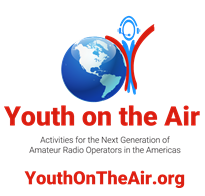 Youth on the Air
Activities for the Next Generation of
Amateur Radio Operators in the Americas
YouthOnTheAir.org